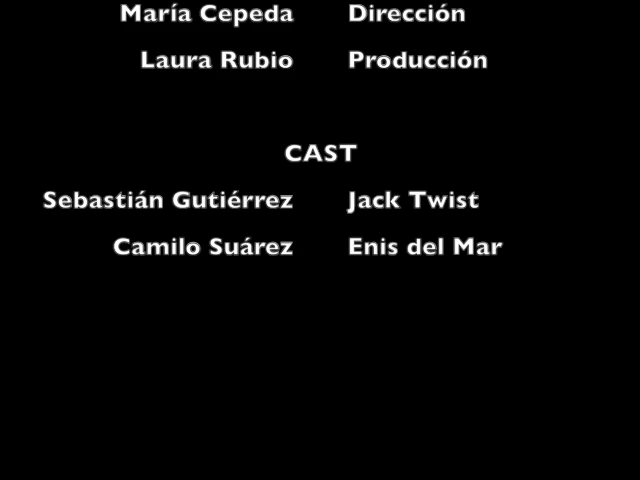 María Cepeda Dirección
Laura Rubio Producción
CAST
Sebastián Gutiérrez Jack Twist
Camilo Suárez Enis del Mar